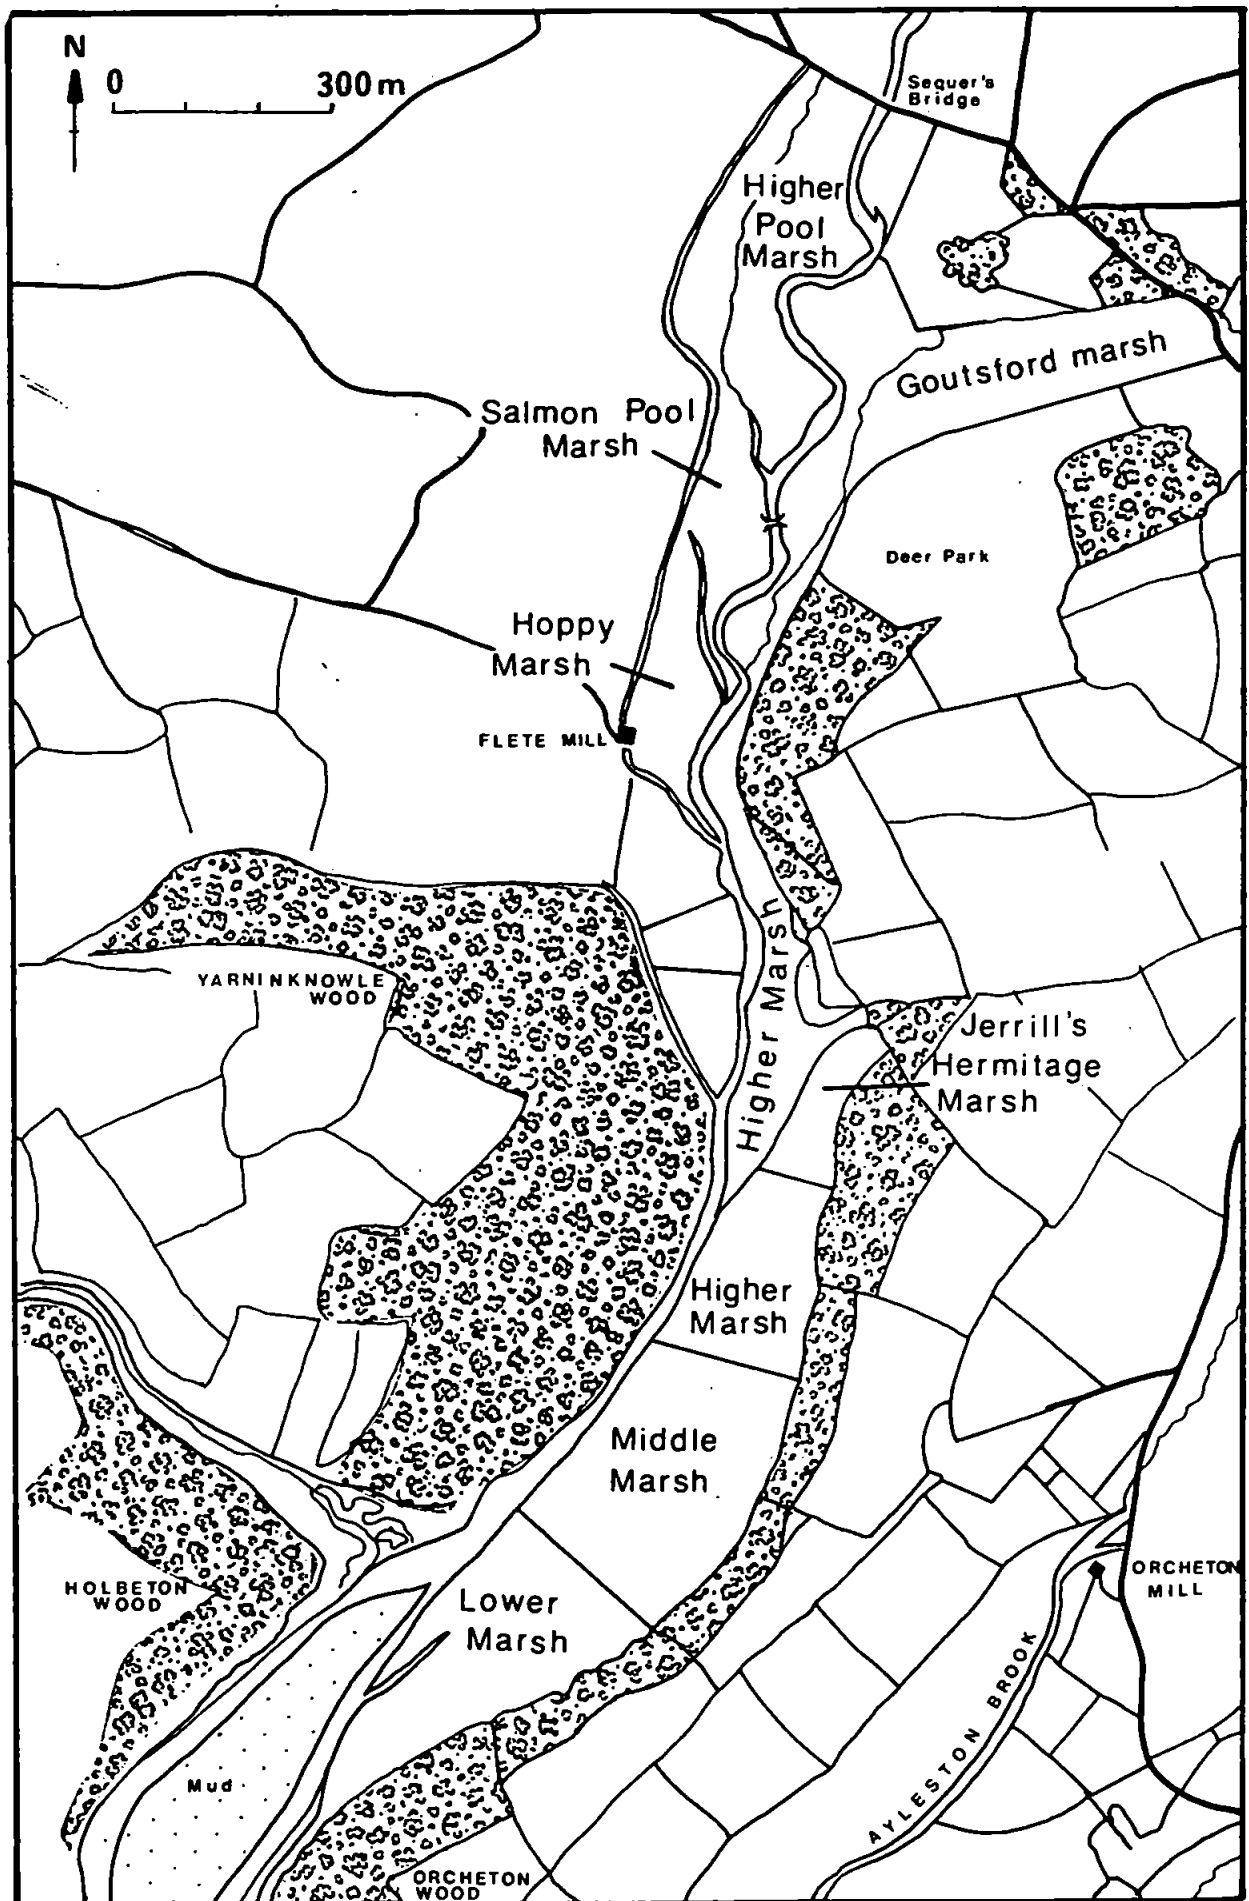 N
0 300m
Sequer's
Bridge
Higher
Pool
Marsh
Goutsford marsh
Salmon Pool
Marsh
Deer Park
Hoppy
Marsh
FLETE MILL
Higher Marsh
YARNINKNOWLE
WOOD
Jerrill's
Hermitage
Marsh
Higher
Marsh
Middle
Marsh
HOLBETON
WOOD
Lower
Marsh
ORCHETON
MILL
AYLESTON BROOK
Mud
ORCHETON
WOOD